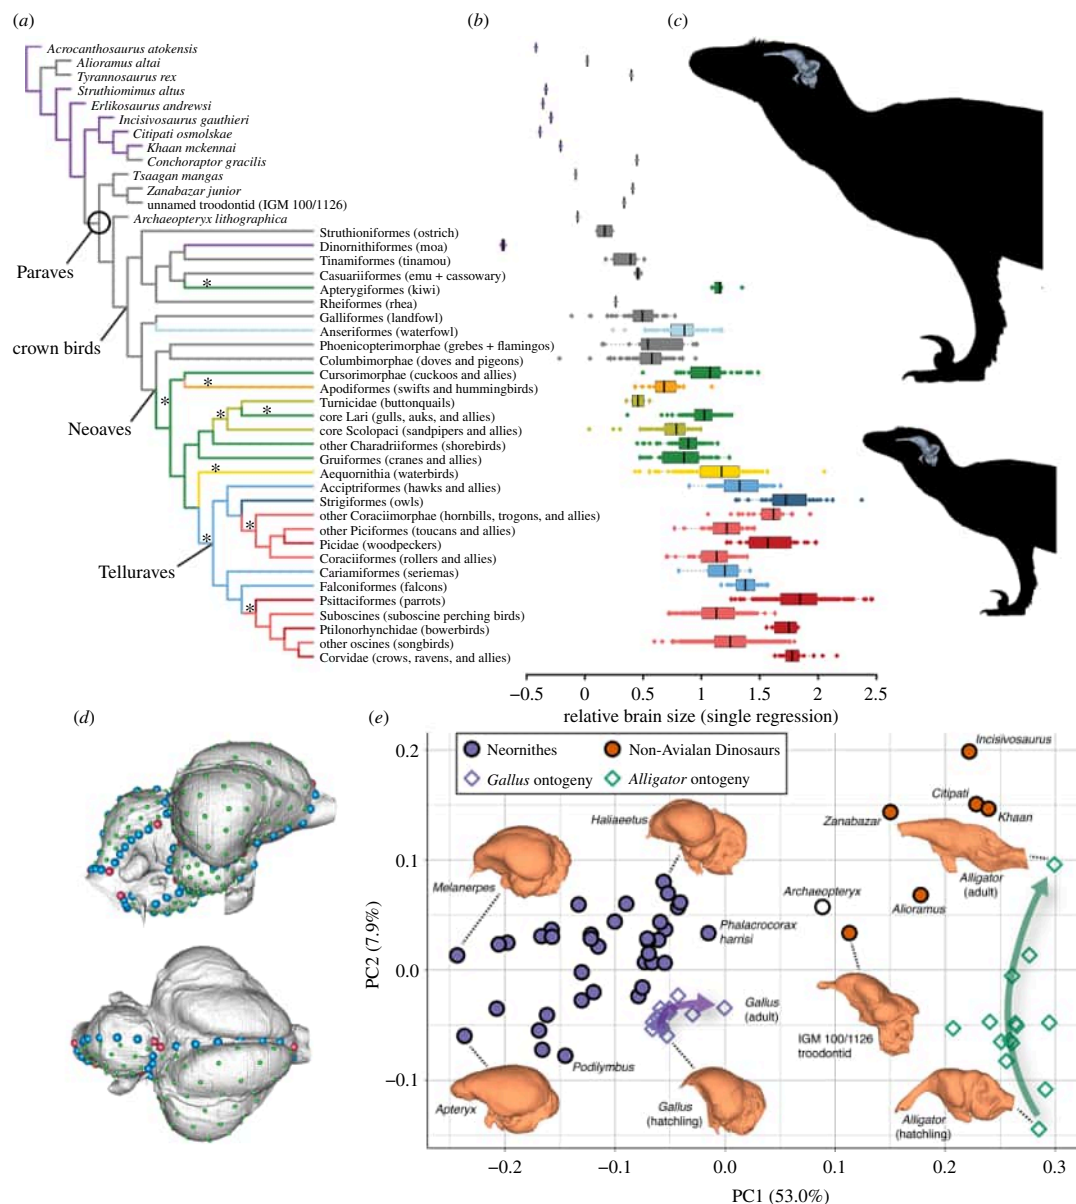 (a)
(b)
(c)
Acrocanthosaurus atokensis
Alioramus altai
Tyrannosaurus rex
Struthiomimus altus
Erlikosaurus andrewsi
Incisivosaurus gauthieri
Citipati osmolskae
Khaan mckennai
Conchoraptor gracilis
Tsaagan mangas
Zanabazar junior
unnamed troodontid (IGM 100/1126)
Archaeopteryx lithographica
Paraves
crown birds
Neoaves
Telluraves
Struthioniformes (ostrich)
Dinornithiformes (moa)
Tinamiformes (tinamou)
Casuariiformes (emu + cassowary)
* Apterygiformes (kiwi)
Rheiformes (rhea)
Galliformes (landfowl)
Anseriformes (waterfowl)
Phoenicopterimorphae (grebes + flamingos)
Columbimorphae (doves and pigeons)
Cursorimorphae (cuckoos and allies)
* Apodiformes (swifts and hummingbirds)
* Turnicidae (buttonquails)
* * core Lari (gulls, auks, and allies)
core Scolopaci (sandpipers and allies)
other Charadriiformes (shorebirds)
Gruiformes (cranes and allies)
* Aequornithia (waterbirds)
Acciptriformes (hawks and allies)
Strigiformes (owls)
other Coraciimorphae (hornbills, trogons, and allies)
* other Piciformes (toucans and allies)
* Picidae (woodpeckers)
Coraciiformes (rollers and allies)
Cariamiformes (seriemas)
Falconiformes (falcons)
Psittaciformes (parrots)
* Suboscines (suboscine perching birds)
Ptilonorhynchidae (bowerbirds)
other oscines (songbirds)
Corvidae (crows, ravens, and allies)
−0.5 0 0.5 1 1.5 2 2.5
relative brain size (single regression)
(d)
(e)
Neornithes
Non-Avialan Dinosaurs
Gallus ontogeny
Alligator ontogeny
Incisivosaurus
Citipati
Khaan
Zanabazar
Haliaeetus
Melanerpes
Alligator
(adult)
Archaeopteryx
Alioramus
Phalacrocorax
harrisi
Gallus
(adult)
IGM 100/1126
troodontid
Podilymbus
Apteryx
Gallus
(hatchling)
Alligator
(hatchling)
0.2
0.1
0.0
−0.1
PC2 (7.9%)
−0.2 −0.1 0.0 0.1 0.2 0.3
PC1 (53.0%)